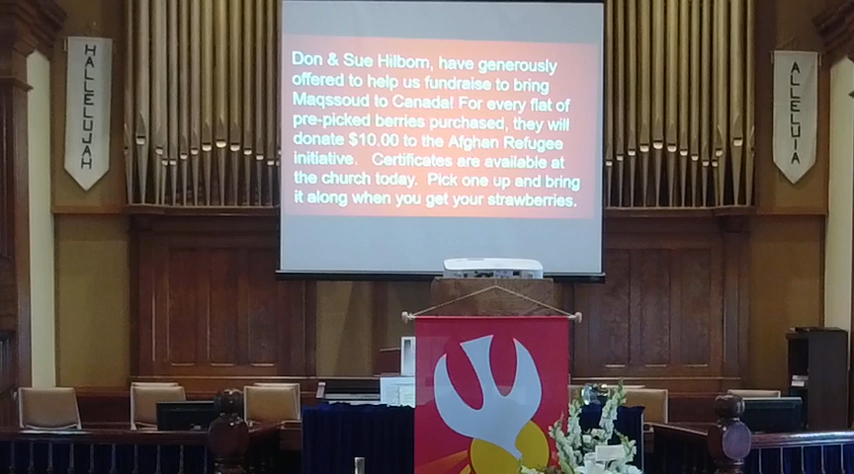 HALLELUJAH
Don & Sue Hilborn, have generously
offered to help us fundraise to bring
Maqssoud to Canada! For every flat of
pre-picked berries purchased, they will
donate $10.00 to the Afghan Refugee
initiative. Certificates are available at
the church today. Pick one up and bring
it along when you get your strawberries.
ALLELUIA